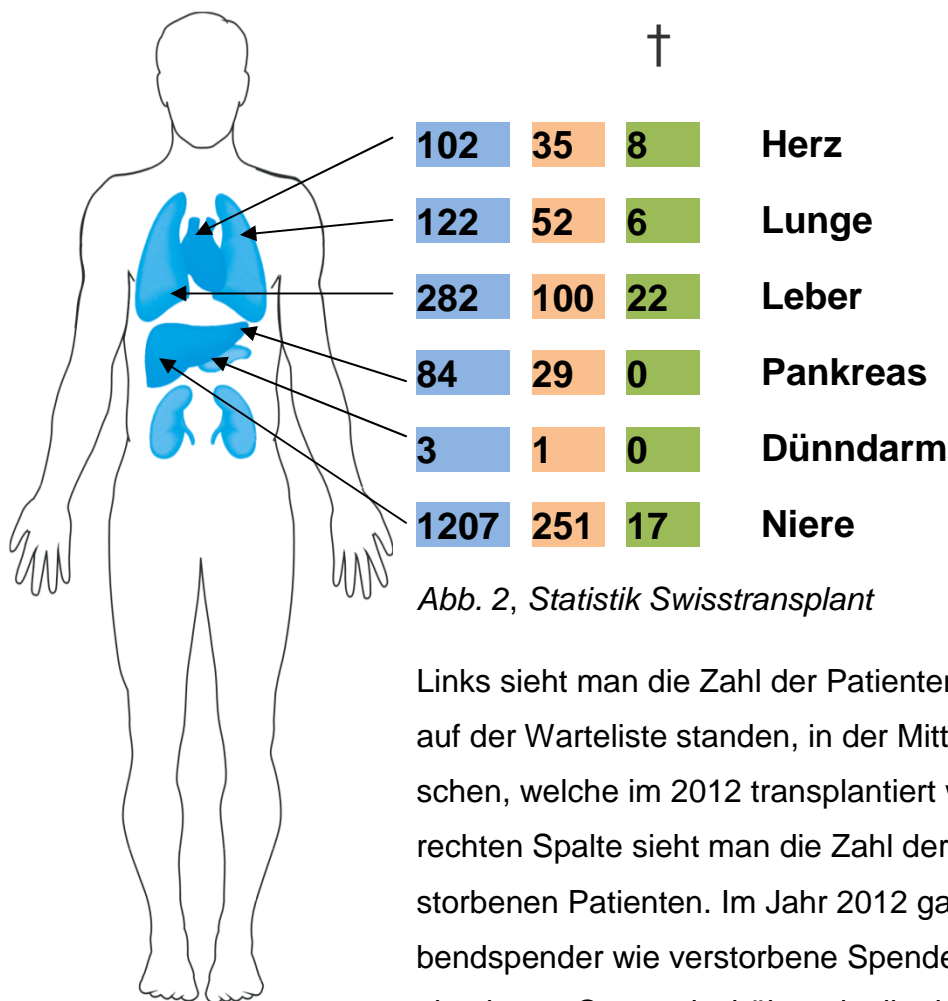 †
102 35 8 Herz
122 52 6 Lunge
282 100 22 Leber
84 29 0 Pankreas
3 1 0 Dünndarm
1207 251 17 Niere
Abb. 2, Statistik Swisstransplant
Links sieht man die Zahl der Patienten
auf der Warteliste standen, in der Mitt
schen, welche im 2012 transplantiert
rechten Spalte sieht man die Zahl der
storbenen Patienten. Im Jahr 2012 ga
bendspender wie verstorbene Spende